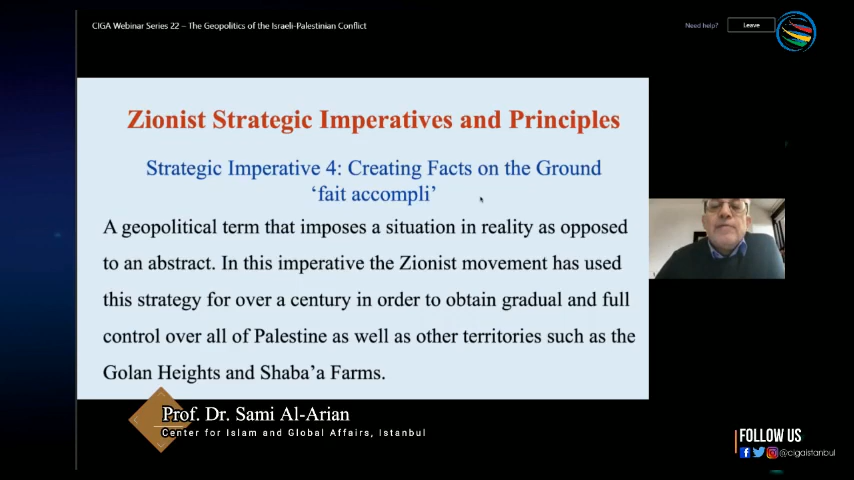 CIGA Webinar Series 22 – The Geopolitics of the Israeli-Palestinian Conflict
Need help?
Leave
Zionist Strategic Imperatives and Principles
Strategic Imperative 4: Creating Facts on the Ground
‘fait accompli’
A geopolitical term that imposes a situation in reality as opposed
to an abstract. In this imperative the Zionist movement has used
this strategy for over a century in order to obtain gradual and full
control over all of Palestine as well as other territories such as the
Golan Heights and Shaba’a Farms.
Prof. Dr. Sami Al-Arian
Center for Islam and Global Affairs, Istanbul
FOLLOW US
@cigaistanbul